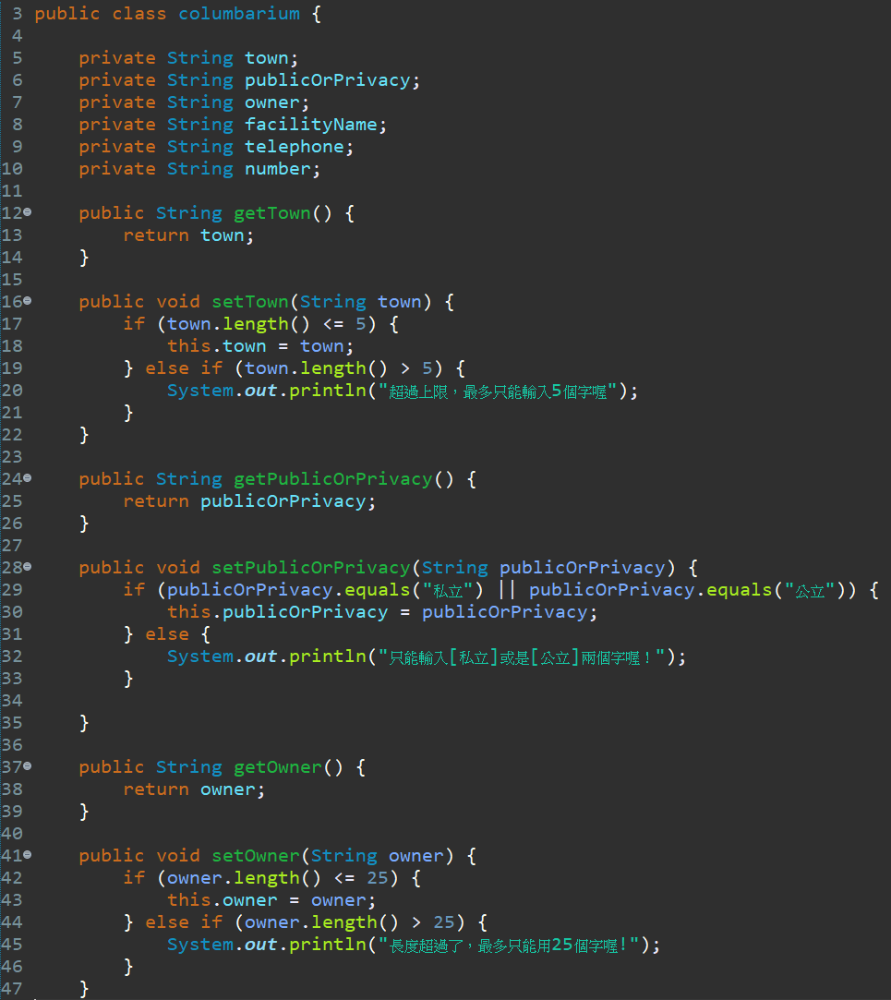 3 public class columbarium {
4
5     private String town;
6     private String publicOrPrivacy;
7     private String owner;
8     private String facilityName;
9     private String telephone;
10     private String number;
11
12     public String getTown() {
13         return town;
14     }
15
16     public void setTown(String town) {
17         if (town.length() <= 5) {
18             this.town = town;
19         } else if (town.length() > 5) {
20             System.out.println("超過上限，最多只能輸入5個字喔");
21         }
22     }
23
24     public String getPublicOrPrivacy() {
25         return publicOrPrivacy;
26     }
27
28     public void setPublicOrPrivacy(String publicOrPrivacy) {
29         if (publicOrPrivacy.equals("私立") || publicOrPrivacy.equals("公立")) {
30             this.publicOrPrivacy = publicOrPrivacy;
31         } else {
32             System.out.println("只能輸入[私立]或是[公立]兩個字喔！");
33         }
34
35     }
36
37     public String getOwner() {
38         return owner;
39     }
40
41     public void setOwner(String owner) {
42         if (owner.length() <= 25) {
43             this.owner = owner;
44         } else if (owner.length() > 25) {
45             System.out.println("長度超過了，最多只能用25個字喔!");
46         }
47     }